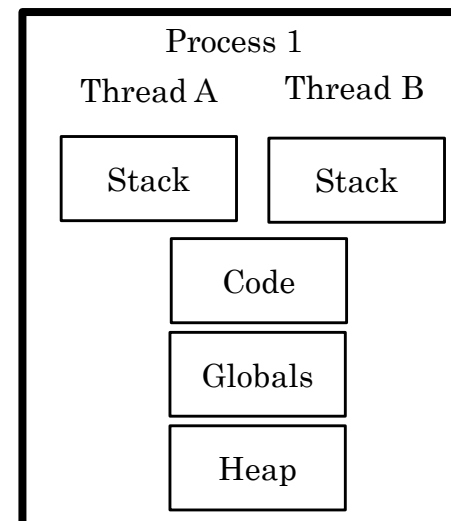 Process 1
Thread A Thread B
Stack Stack
Code
Globals
Heap